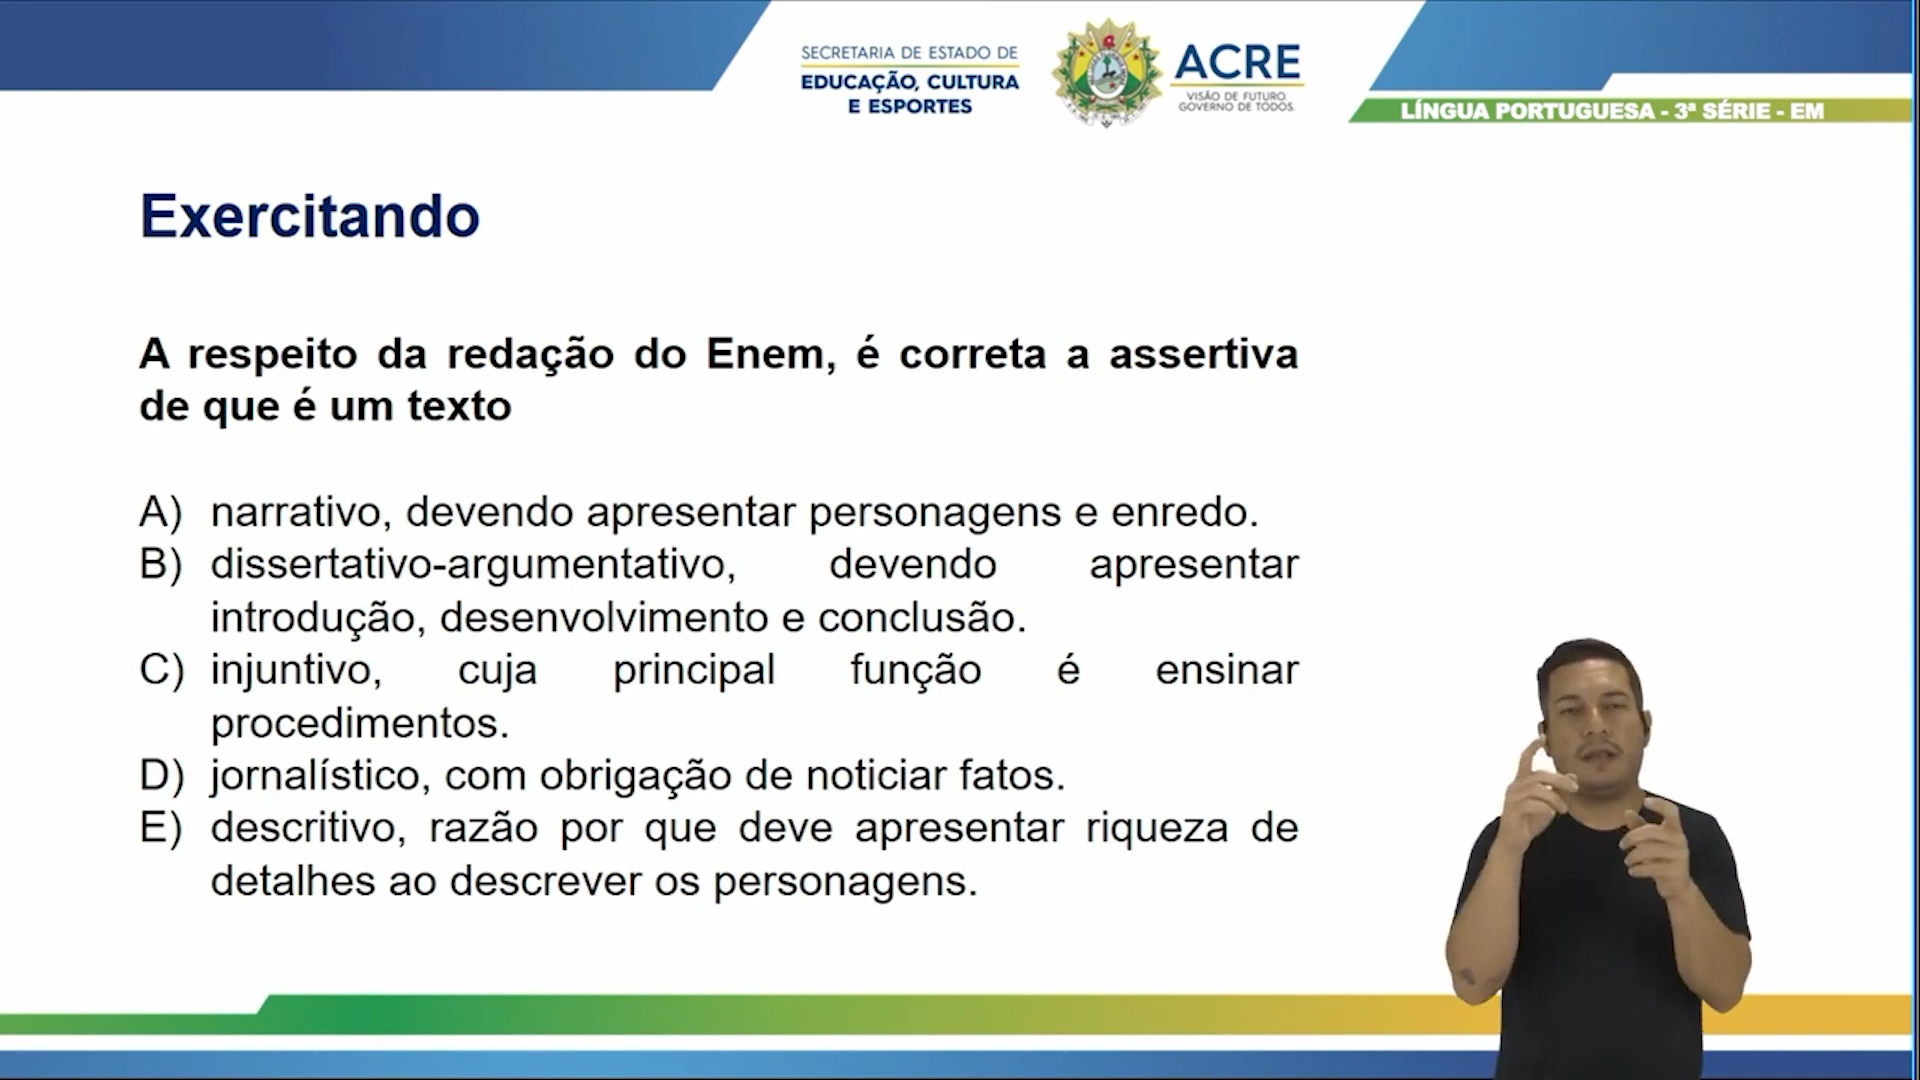 SECRETARIA DE ESTADO DE
EDUCAÇÃO, CULTURA
E ESPORTES
ACRE
VISÃO DE FUTURO.
GOVERNO DE TODOS.
LÍNGUA PORTUGUESA - 3ª SÉRIE - EM
Exercitando
A respeito da redação do Enem, é correta a assertiva
de que é um texto
A) narrativo, devendo apresentar personagens e enredo.
B) dissertativo-argumentativo, devendo apresentar
introdução, desenvolvimento e conclusão.
C) injuntivo, cuja principal função é ensinar
procedimentos.
D) jornalístico, com obrigação de noticiar fatos.
E) descritivo, razão por que deve apresentar riqueza de
detalhes ao descrever os personagens.